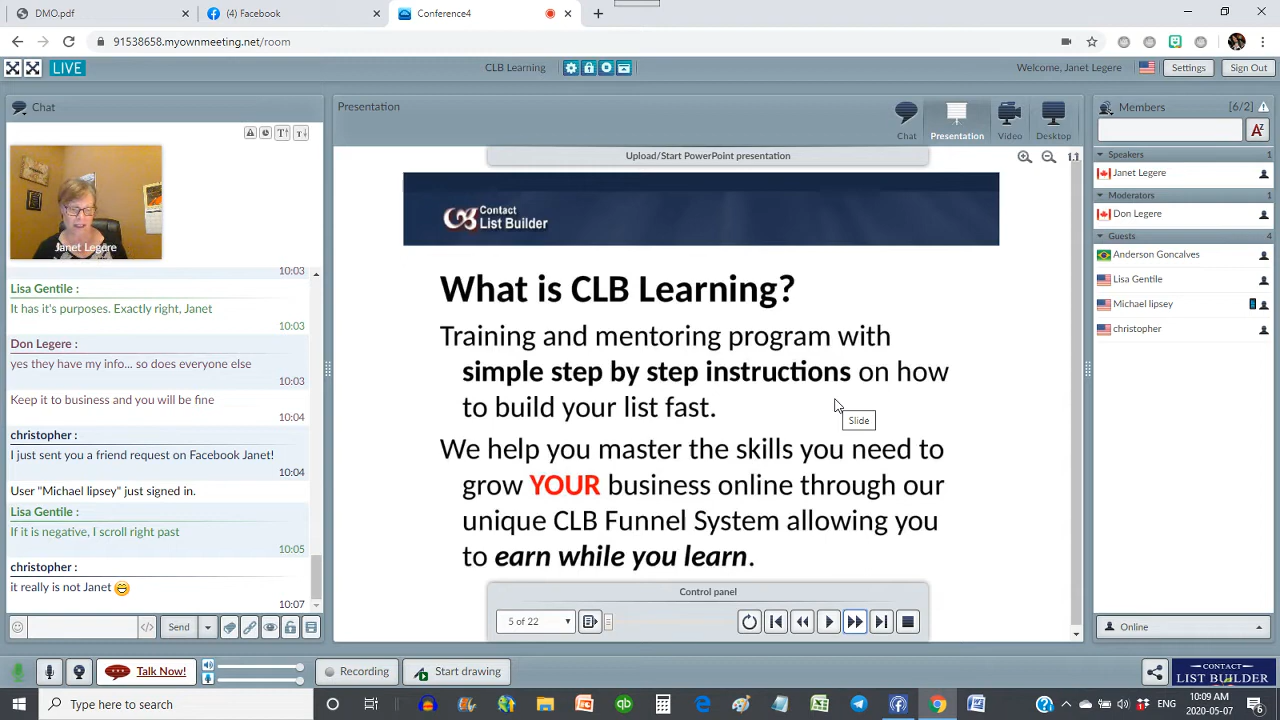 DMO.pdf
(4) Facebook
Conference4
91538658.myownmeeting.net/room
LIVE
CLB Learning
Welcome, Janet Legere
Settings
Sign Out
Chat
Janet Legere
10:03
Lisa Gentile :
It has it's purposes. Exactly right, Janet
10:03
Don Legere :
yes they have my info... so does everyone else
10:03
Keep it to business and you will be fine
10:04
christopher :
I just sent you a friend request on Facebook Janet!
10:04
User "Michael lipsey" just signed in.
Lisa Gentile :
If it is negative, I scroll right past
10:05
christopher :
it really is not Janet
10:07
Send
Presentation
Chat
Presentation
Video
Desktop
Upload/Start PowerPoint presentation
1:1
Contact
List Builder
What is CLB Learning?
Training and mentoring program with
simple step by step instructions on how
to build your list fast.
Slide
We help you master the skills you need to
grow YOUR business online through our
unique CLB Funnel System allowing you
to earn while you learn.
Control panel
5 of 22
Members
[6/2]
Speakers
1
Janet Legere
Moderators
1
Don Legere
Guests
4
Anderson Goncalves
Lisa Gentile
Michael lipsey
christopher
Online
Talk Now!
Recording
Start drawing
CONTACT
LIST BUILDER
Type here to search
ENG
10:09 AM
2020-05-07